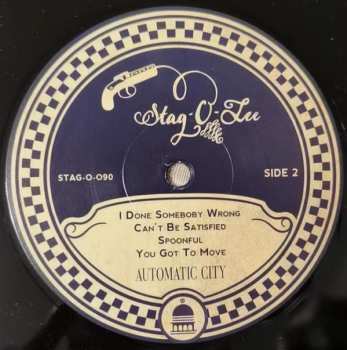 Stag-O-Lee
STAG-O-090
SIDE 2
I Done Someboby Wrong
Can't Be Satisfied
Spoonful
You Got To Move
AUTOMATIC CITY